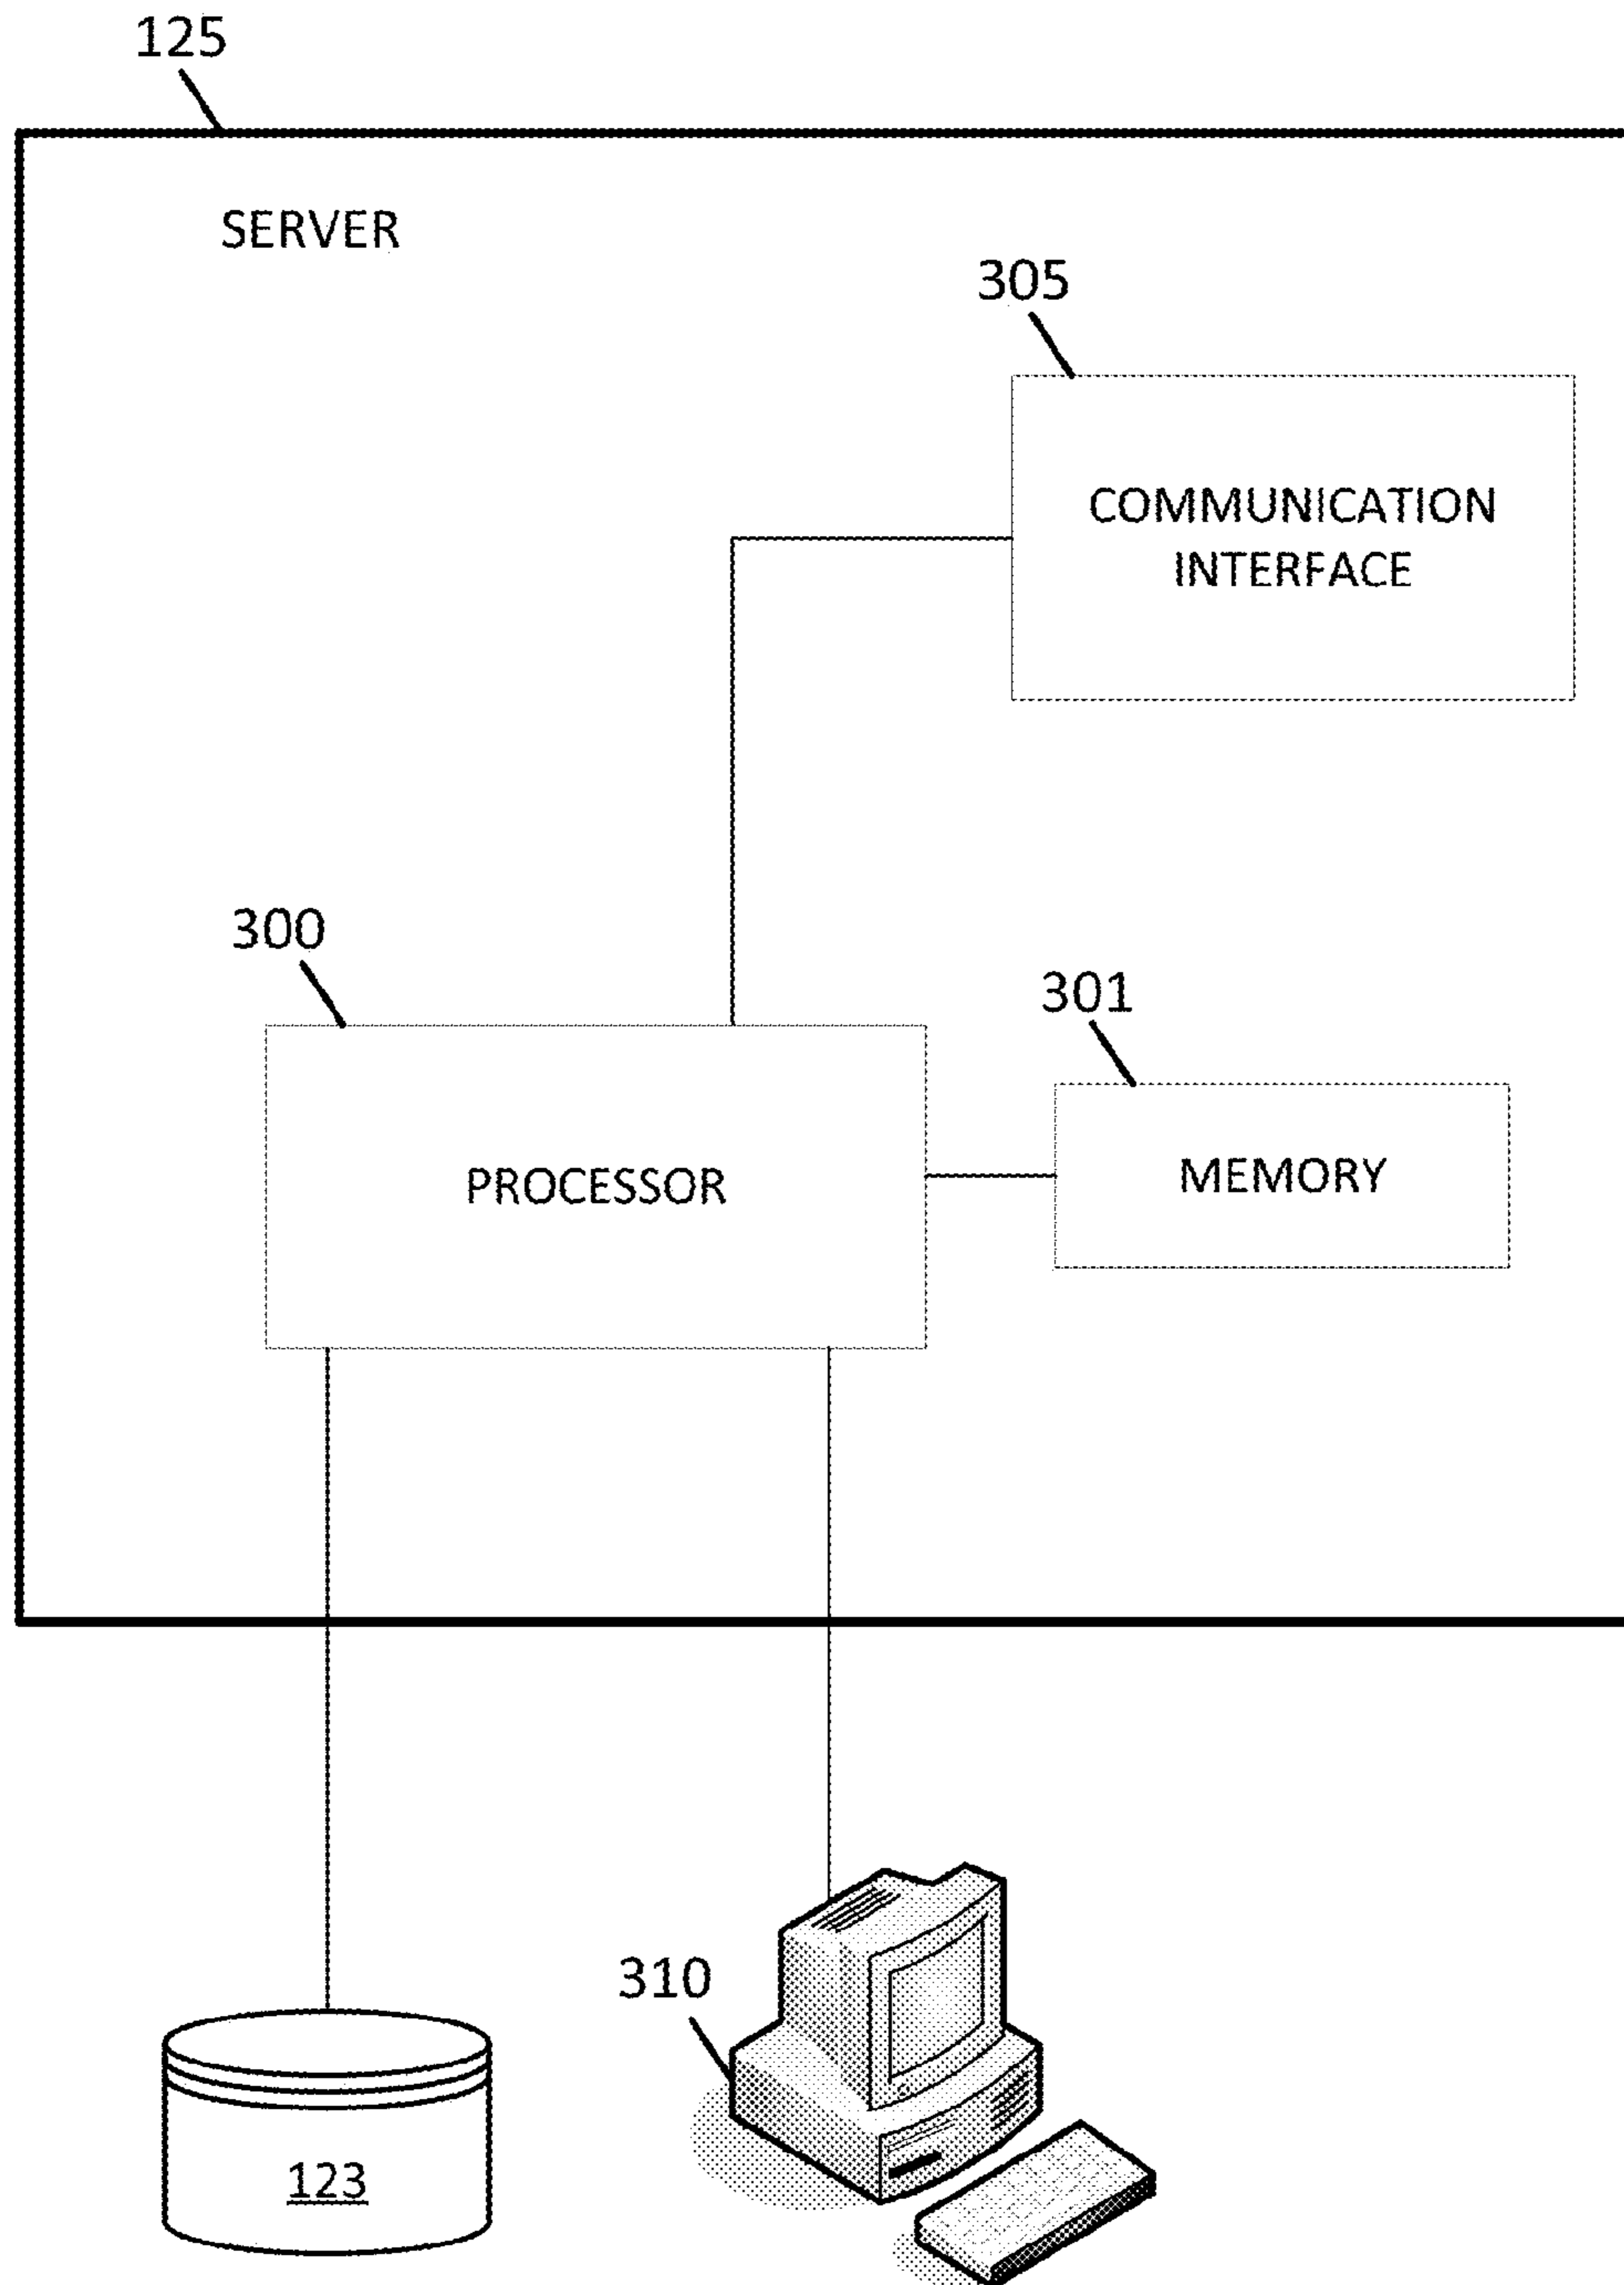 125
SERVER
305
COMMUNICATION
INTERFACE
300
301
PROCESSOR
MEMORY
310
123